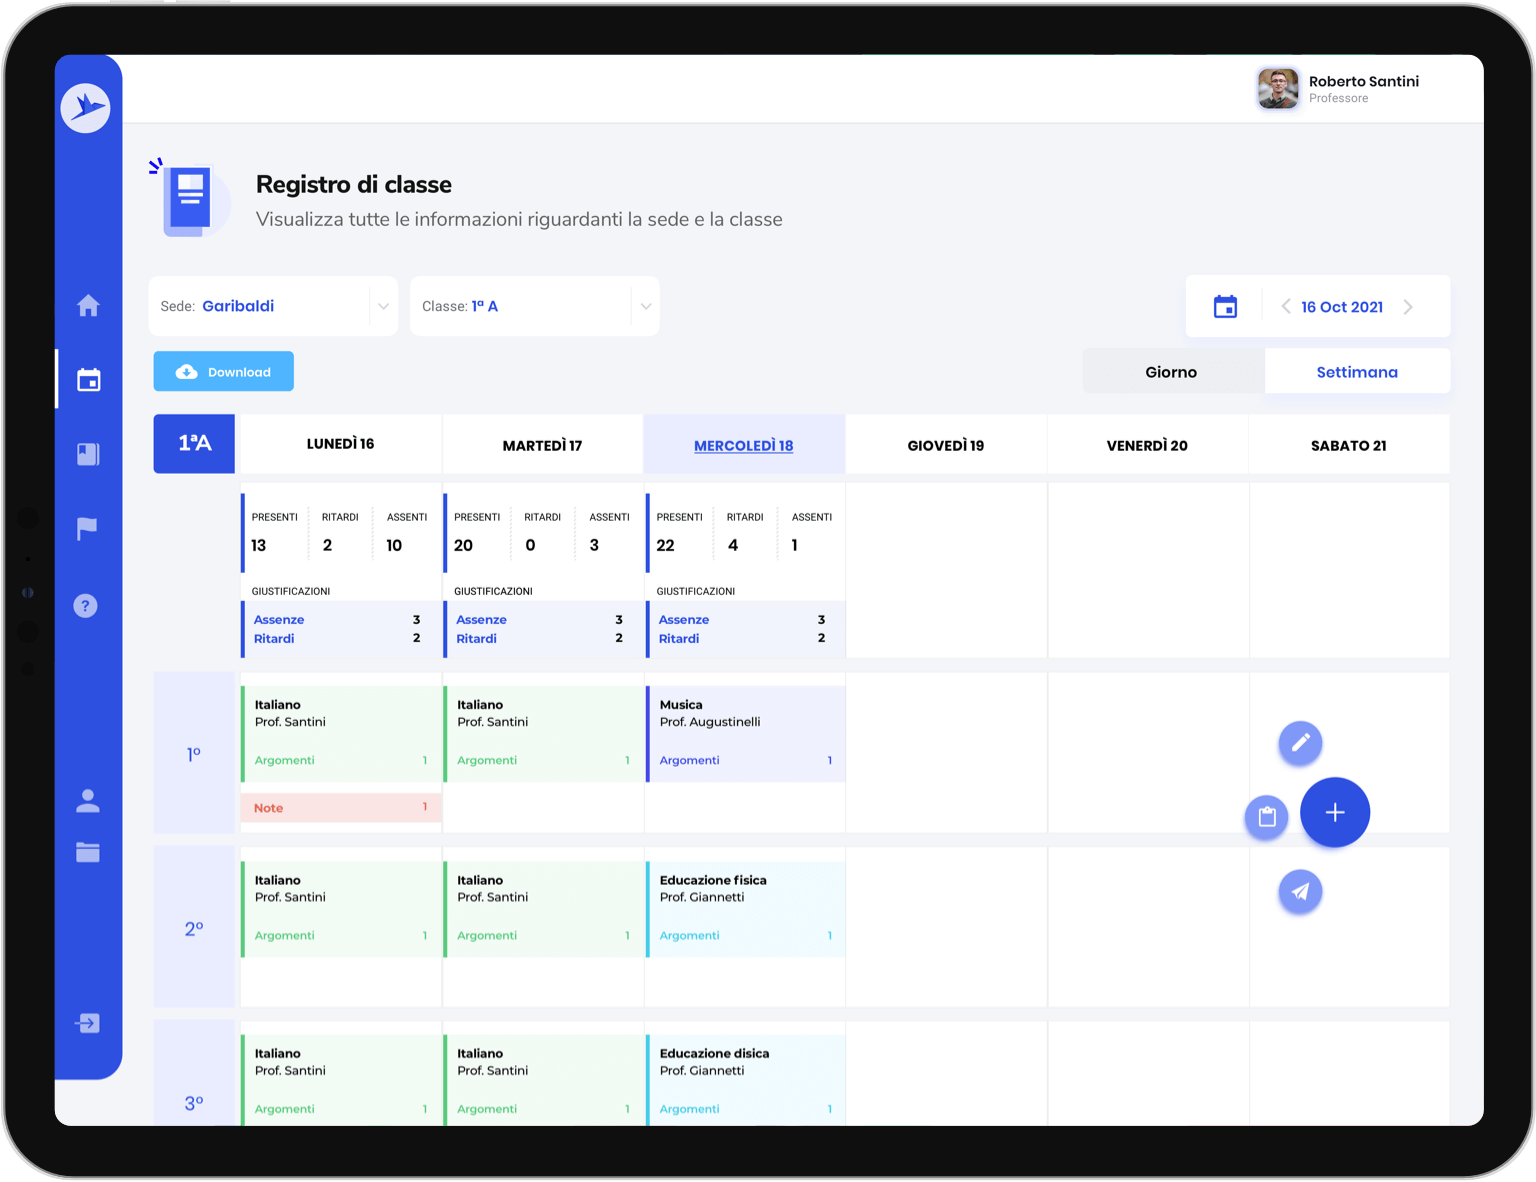 Roberto Santini
Professore
Registro di classe
Visualizza tutte le informazioni riguardanti la sede e la classe
Sede: Garibaldi
Classe: 1ª A
16 Oct 2021
Download
Giorno
Settimana
1ªA
LUNEDÌ 16
MARTEDÌ 17
MERCOLEDÌ 18
GIOVEDÌ 19
VENERDÌ 20
SABATO 21
PRESENTI RITARDI ASSENTI
13 2 10
GIUSTIFICAZIONI
Assenze 3
Ritardi 2
PRESENTI RITARDI ASSENTI
20 0 3
GIUSTIFICAZIONI
Assenze 3
Ritardi 2
PRESENTI RITARDI ASSENTI
22 4 1
GIUSTIFICAZIONI
Assenze 3
Ritardi 2
1º
Italiano
Prof. Santini
Argomenti 1
Note 1
Italiano
Prof. Santini
Argomenti 1
Musica
Prof. Augustinelli
Argomenti 1
2º
Italiano
Prof. Santini
Argomenti 1
Italiano
Prof. Santini
Argomenti 1
Educazione fisica
Prof. Giannetti
Argomenti 1
3º
Italiano
Prof. Santini
Argomenti 1
Italiano
Prof. Santini
Argomenti 1
Educazione disica
Prof. Giannetti
Argomenti 1